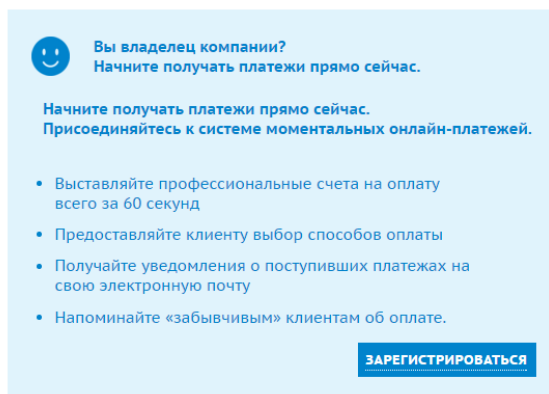 Вы владелец компании?
Начните получать платежи прямо сейчас.
Начните получать платежи прямо сейчас.
Присоединяйтесь к системе моментальных онлайн-платежей.
• Выставляйте профессиональные счета на оплату
всего за 60 секунд
• Предоставляйте клиенту выбор способов оплаты
• Получайте уведомления о поступивших платежах на
свою электронную почту
• Напоминайте «забывчивым» клиентам об оплате.
ЗАРЕГИСТРИРОВАТЬСЯ